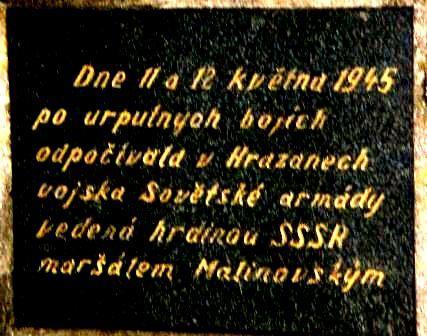 Dne 11 a 12 května 1945
po urputných bojích
odpočívala v Hrazanech
vojska Sovětské armády
vedená hrdinou SSSR
maršálem Malinovským